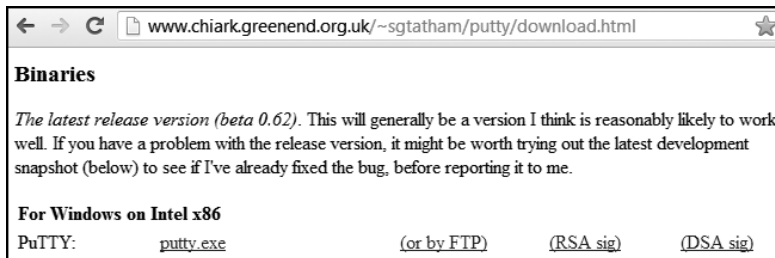 www.chiark.greenend.org.uk/~sgtatham/putty/download.html
Binaries
The latest release version (beta 0.62). This will generally be a version I think is reasonably likely to work
well. If you have a problem with the release version, it might be worth trying out the latest development
snapshot (below) to see if I've already fixed the bug, before reporting it to me.
For Windows on Intel x86
PuTTY: putty.exe (or by FTP) (RSA sig) (DSA sig)